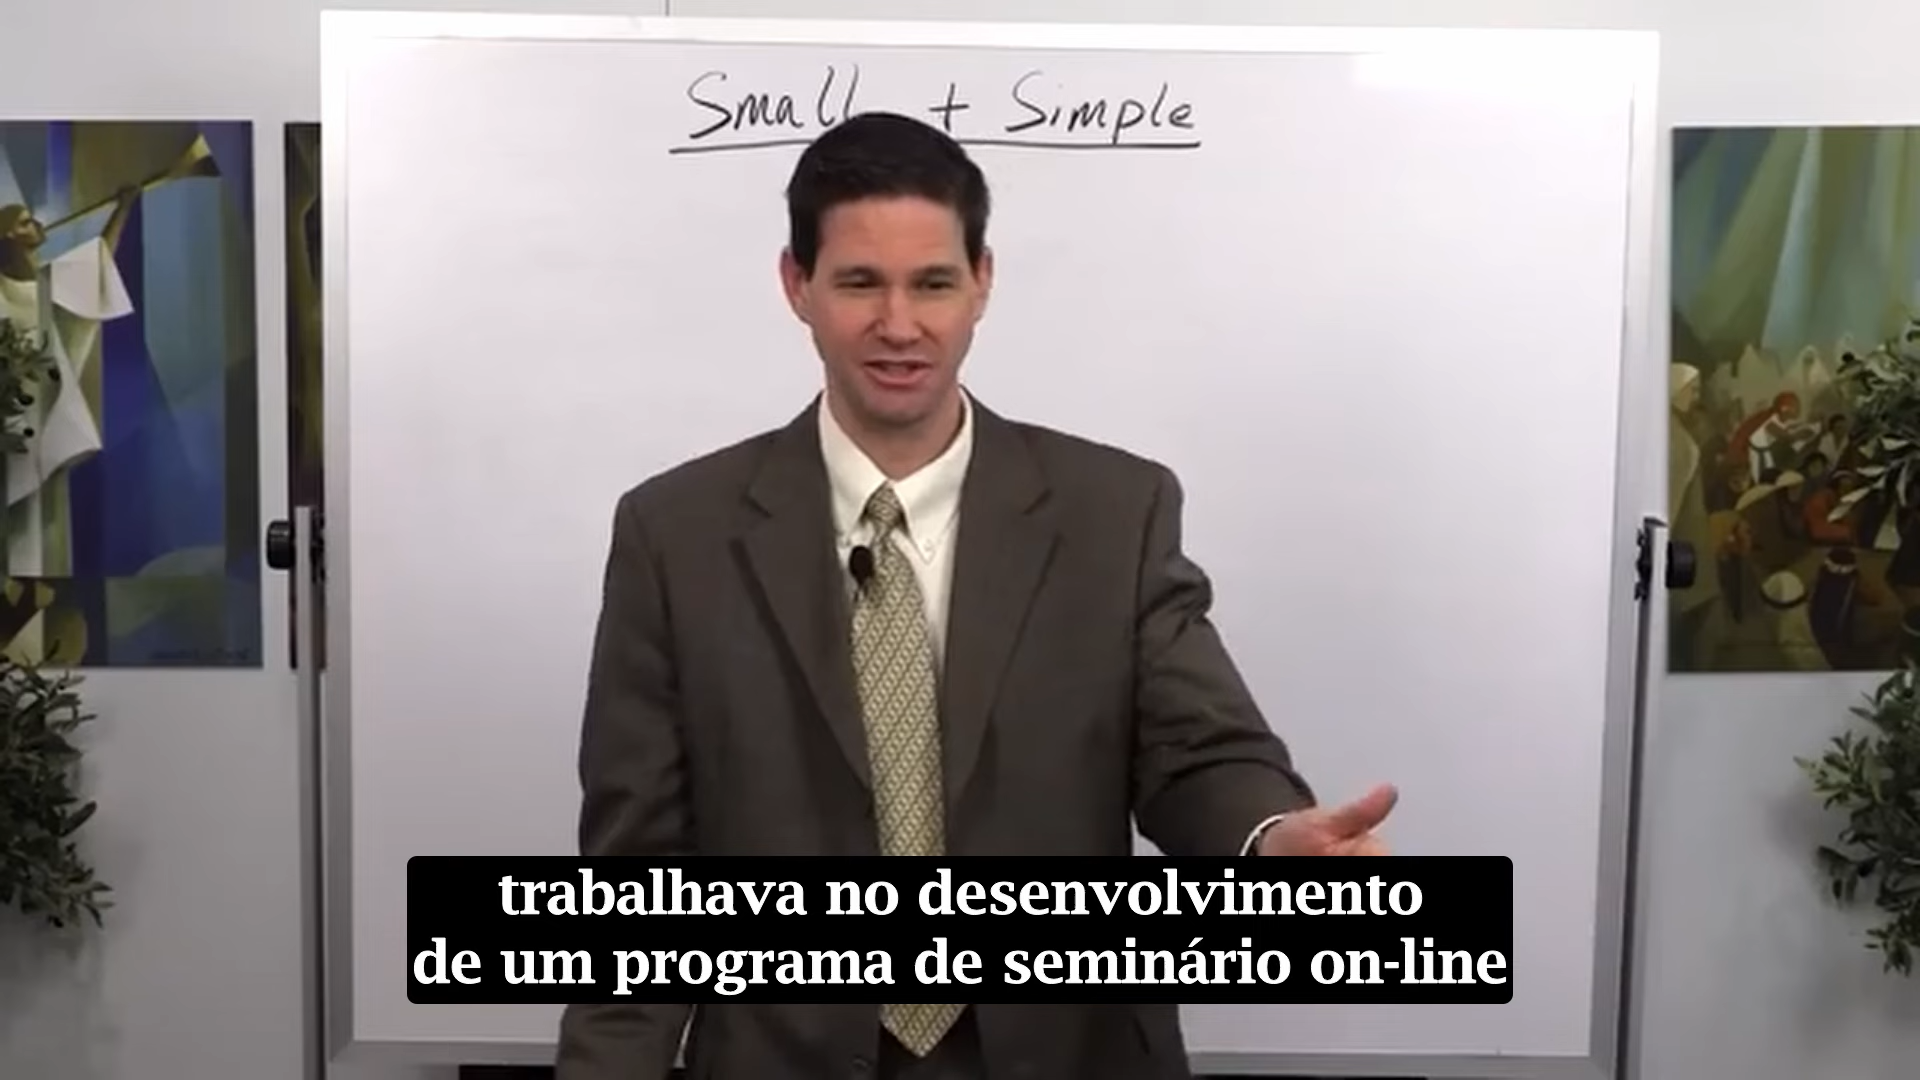 Small + Simple
trabalhava no desenvolvimento
de um programa de seminário on-line